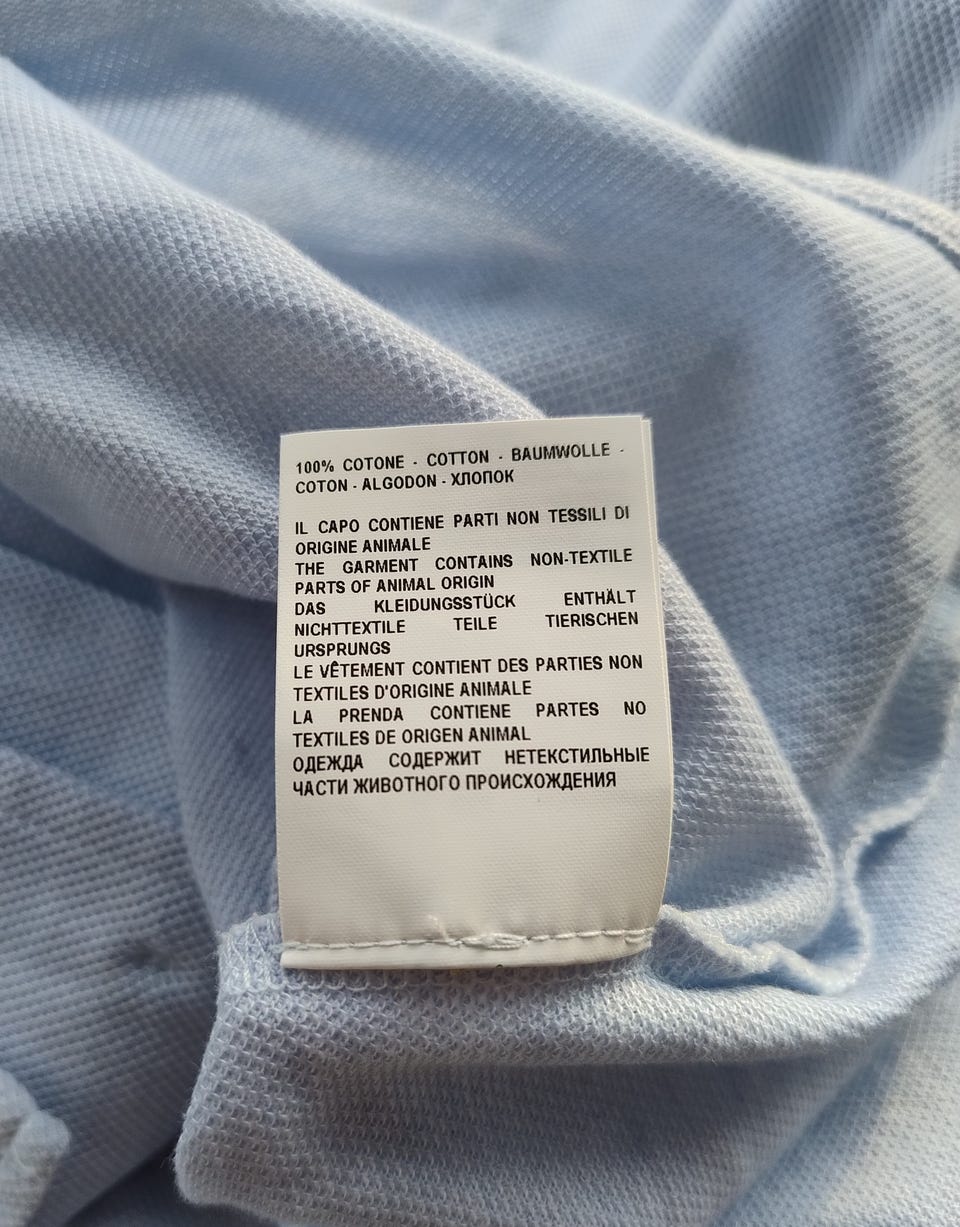 100% COTONE - COTTON - BAUMWOLLE -
COTON - ALGODON - ХЛОПОК
IL CAPO CONTIENE PARTI NON TESSILI DI
ORIGINE ANIMALE
THE GARMENT CONTAINS NON-TEXTILE
PARTS OF ANIMAL ORIGIN
DAS KLEIDUNGSSTÜCK ENTHÄLT
NICHTTEXTILE TEILE TIERISCHEN
URSPRUNGS
LE VÊTEMENT CONTIENT DES PARTIES NON
TEXTILES D'ORIGINE ANIMALE
LA PRENDA CONTIENE PARTES NO
TEXTILES DE ORIGEN ANIMAL
ОДЕЖДА СОДЕРЖИТ НЕТЕКСТИЛЬНЫЕ
ЧАСТИ ЖИВОТНОГО ПРОИСХОЖДЕНИЯ